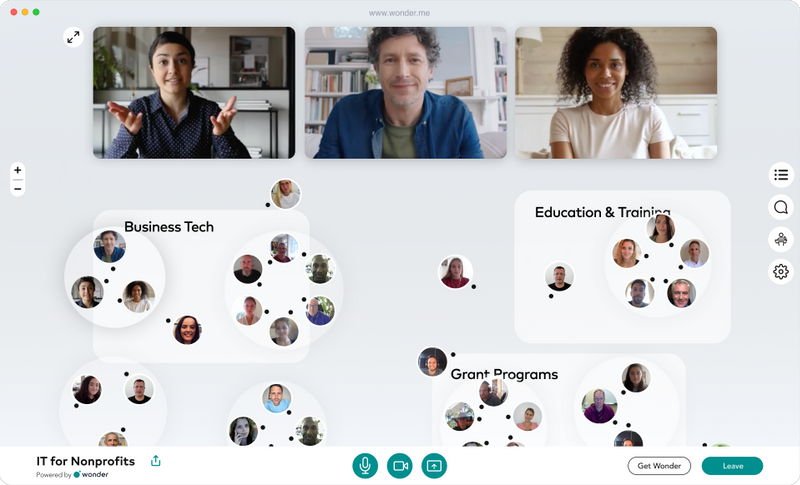 www.wonder.me
Business Tech
Education & Training
Grant Programs
IT for Nonprofits
Powered by wonder
Get Wonder
Leave